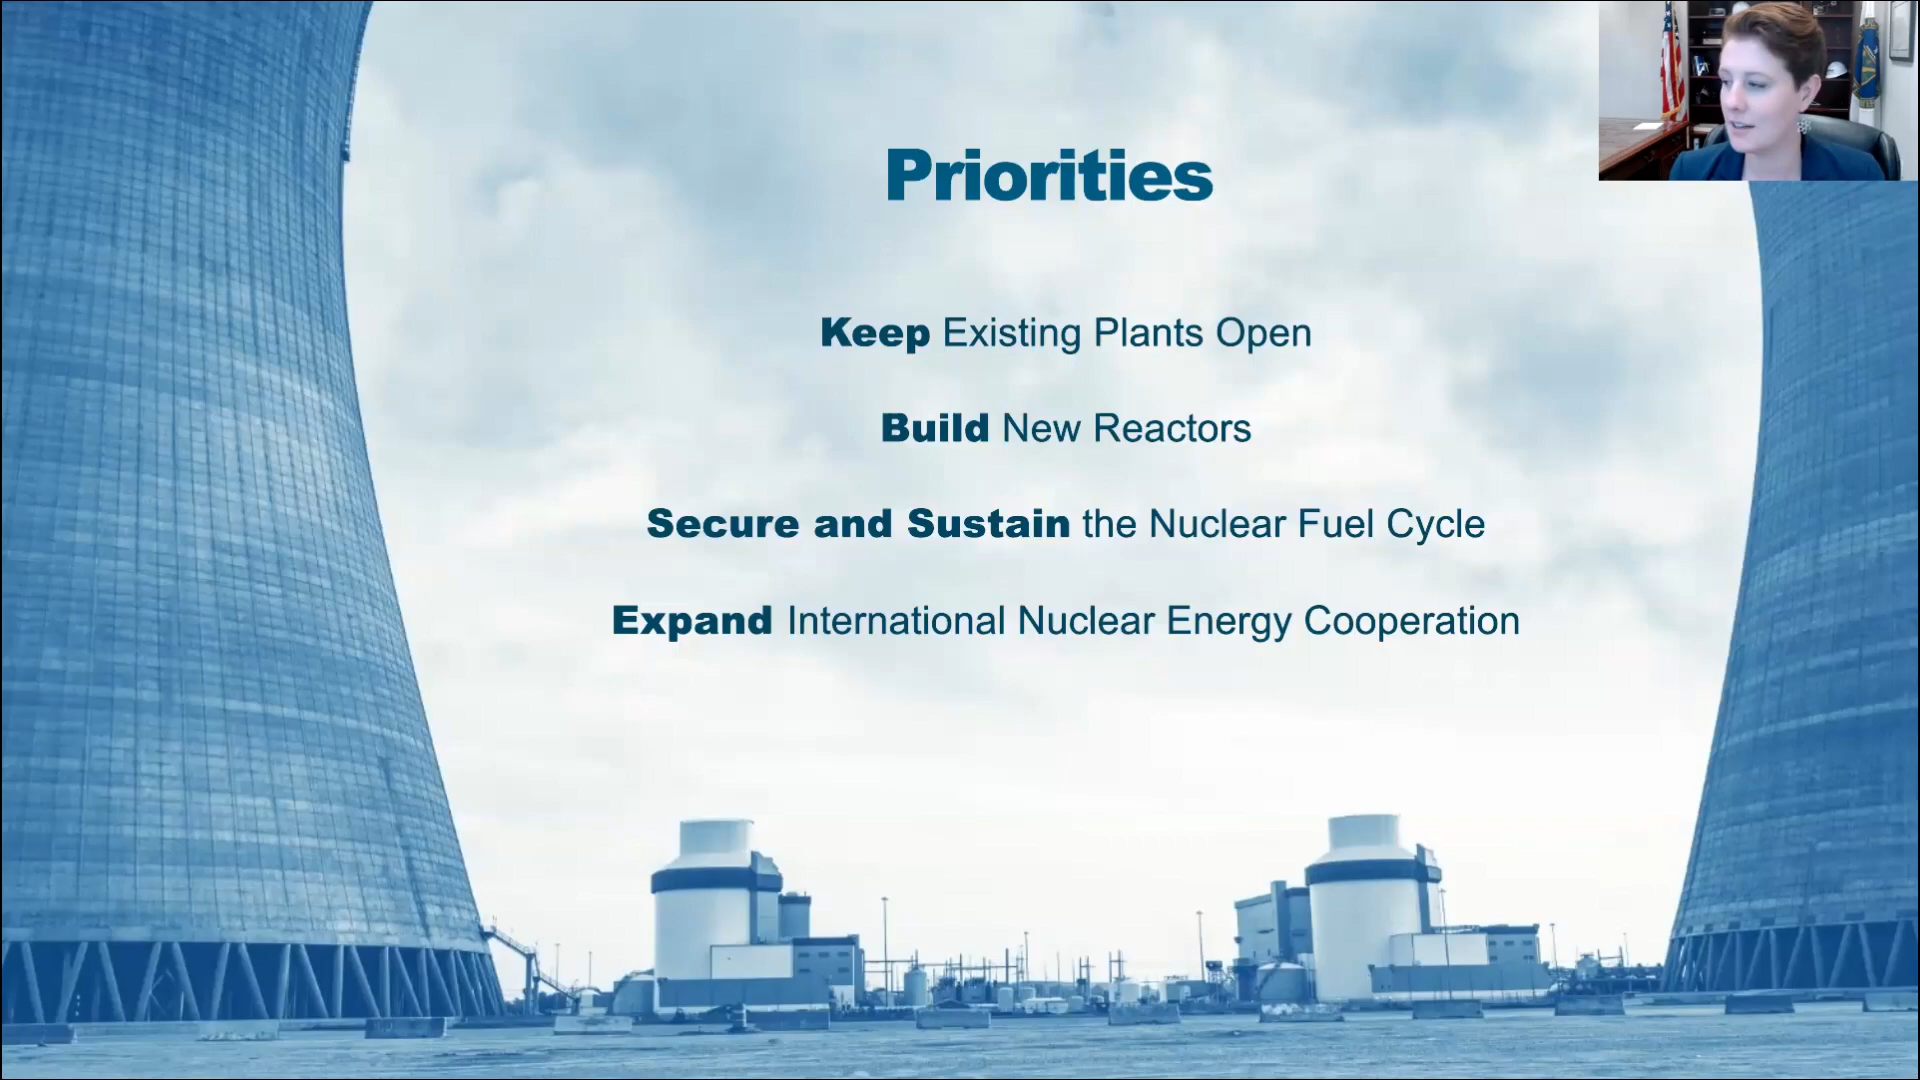 Priorities
Keep Existing Plants Open
Build New Reactors
Secure and Sustain the Nuclear Fuel Cycle
Expand International Nuclear Energy Cooperation